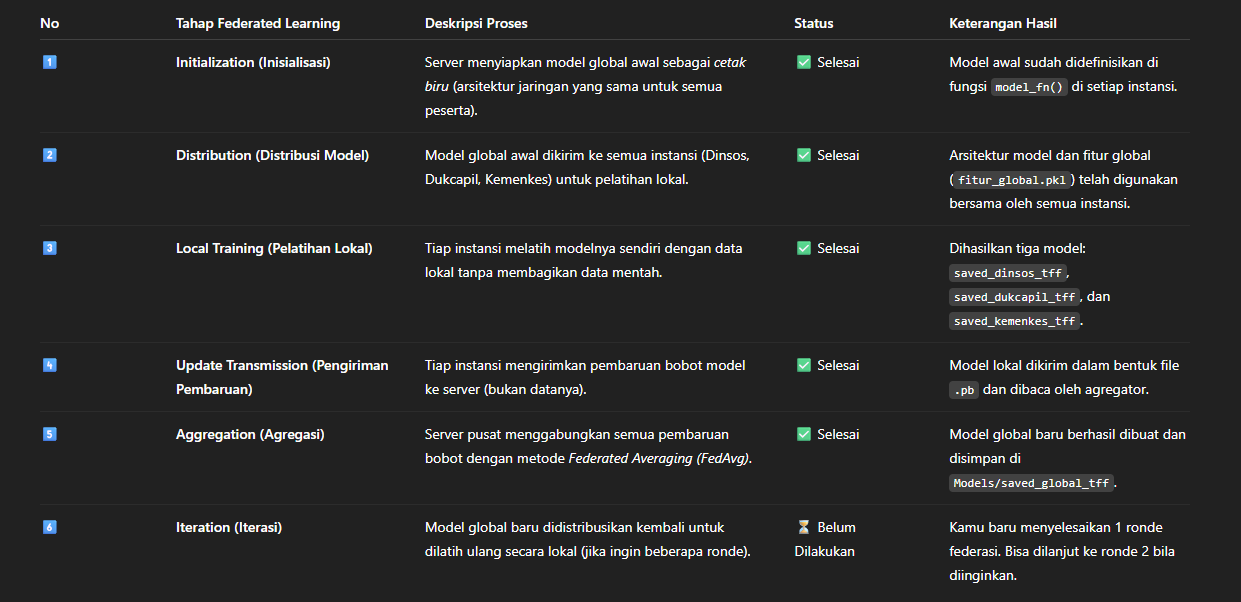 No Tahap Federated Learning Deskripsi Proses Status Keterangan Hasil
1 Initialization (Inisialisasi) Server menyiapkan model global awal sebagai cetak ✅ Selesai Model awal sudah didefinisikan di
biru (arsitektur jaringan yang sama untuk semua fungsi model_fn() di setiap instansi.
peserta).
2 Distribution (Distribusi Model) Model global awal dikirim ke semua instansi (Dinsos, ✅ Selesai Arsitektur model dan fitur global
Dukcapil, Kemenkes) untuk pelatihan lokal. (fitur_global.pkl) telah digunakan
bersama oleh semua instansi.
3 Local Training (Pelatihan Lokal) Tiap instansi melatih modelnya sendiri dengan data ✅ Selesai Dihasilkan tiga model:
lokal tanpa membagikan data mentah. saved_dinsos_tff,
saved_dukcapil_tff, dan
saved_kemenkes_tff.
4 Update Transmission (Pengiriman Tiap instansi mengirimkan pembaruan bobot model ✅ Selesai Model lokal dikirim dalam bentuk file
Pembaruan) ke server (bukan datanya). .pb dan dibaca oleh agregator.
5 Aggregation (Agregasi) Server pusat menggabungkan semua pembaruan ✅ Selesai Model global baru berhasil dibuat dan
bobot dengan metode Federated Averaging (FedAvg). disimpan di
Models/saved_global_tff.
6 Iteration (Iterasi) Model global baru didistribusikan kembali untuk ⏳ Belum Kamu baru menyelesaikan 1 ronde
dilatih ulang secara lokal (jika ingin beberapa ronde). Dilakukan federasi. Bisa dilanjut ke ronde 2 bila
diinginkan.